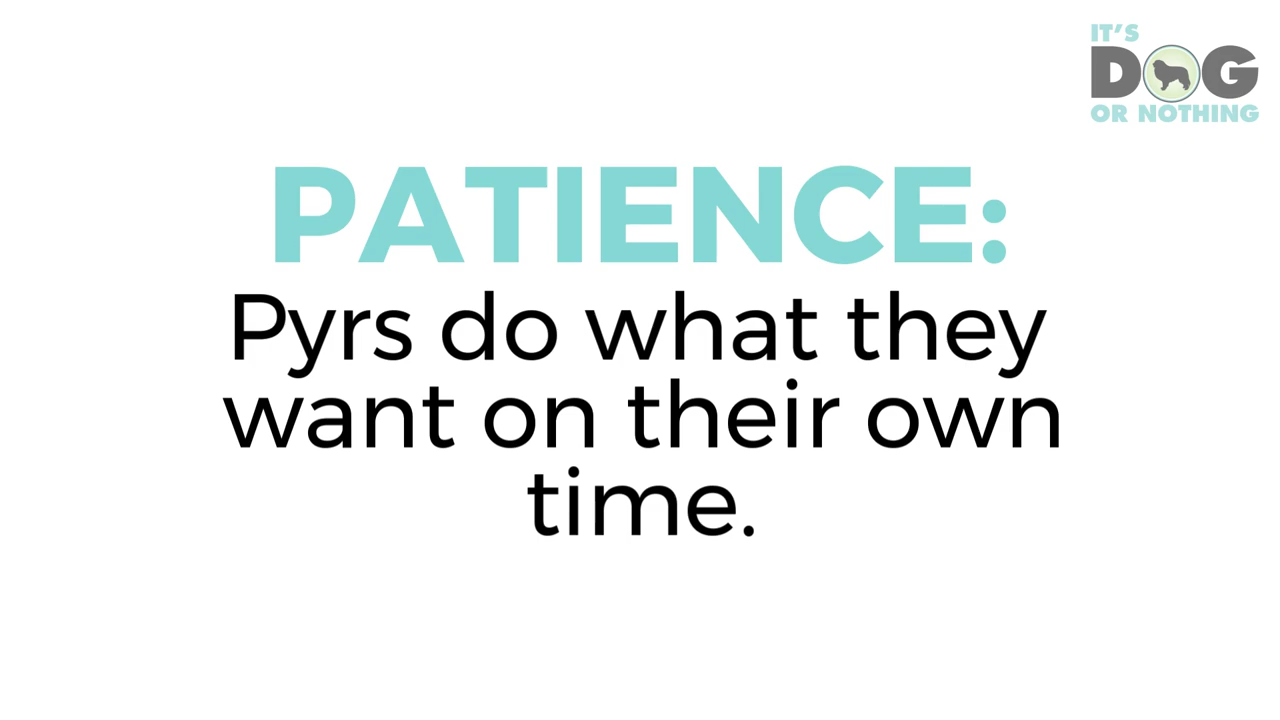 IT'S
DOG
OR NOTHING
PATIENCE:
Pyrs do what they
want on their own
time.